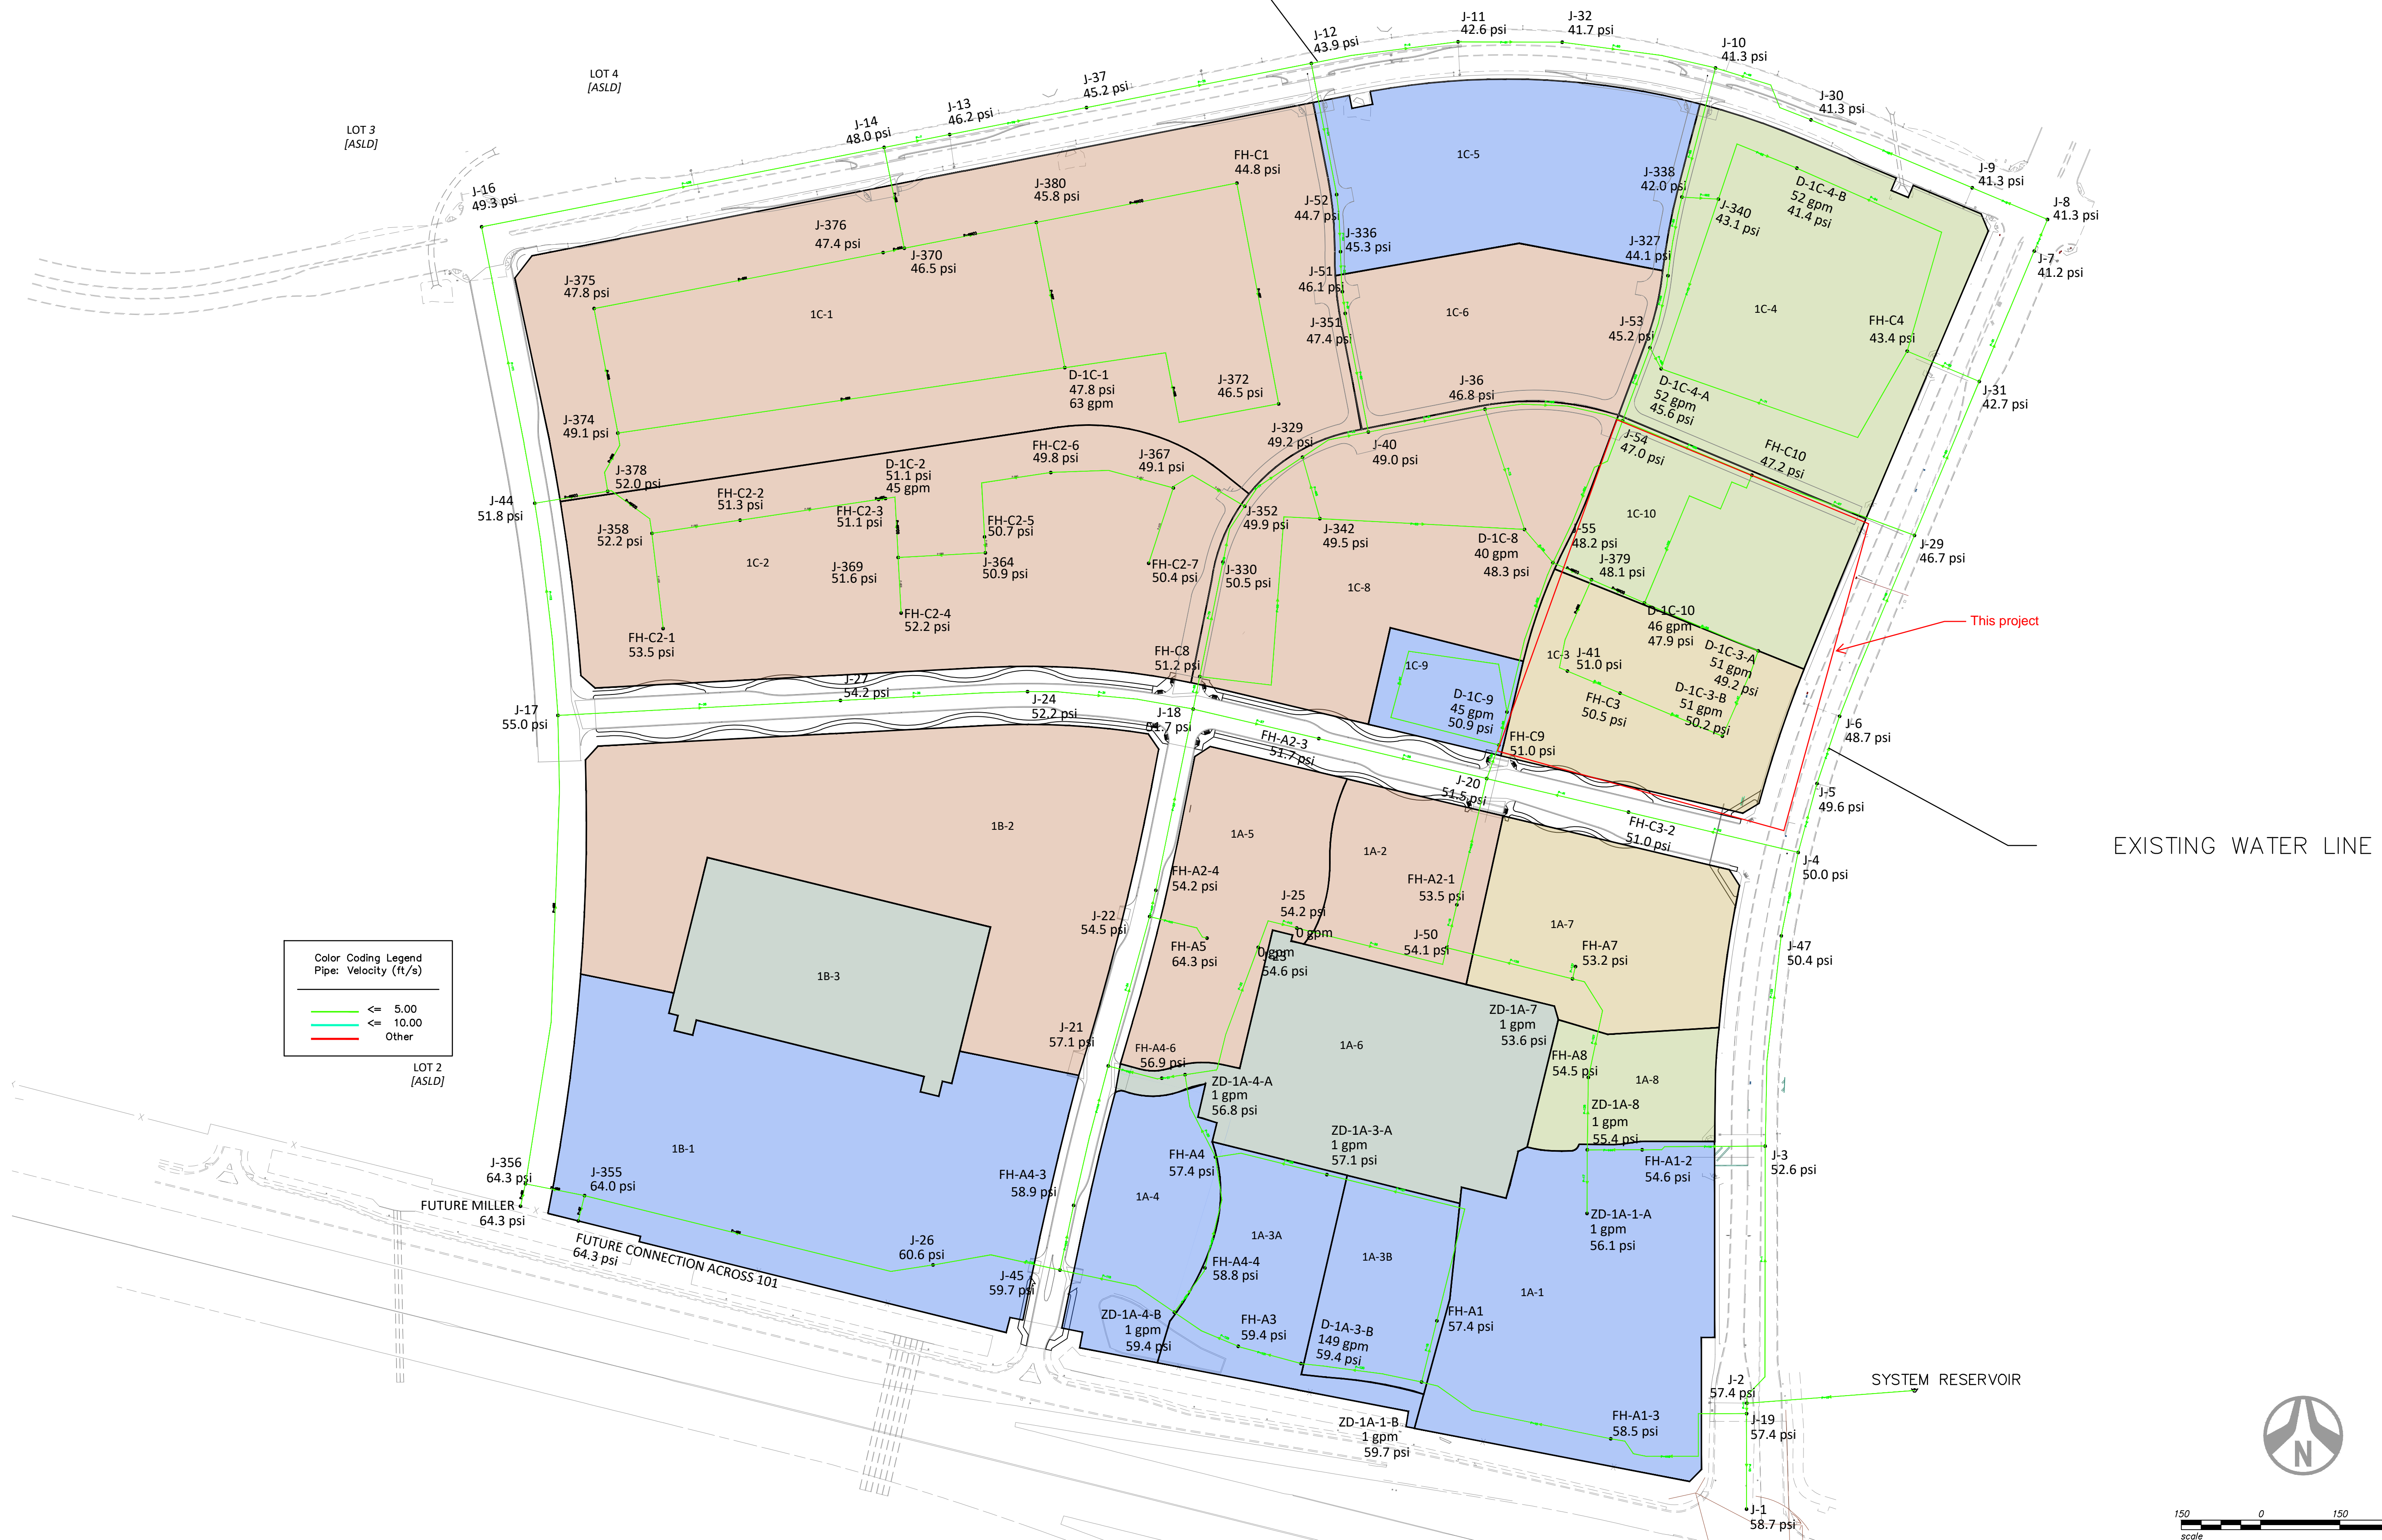 J-11
42.6 psi
J-32
41.7 psi
J-12
43.9 psi
J-10
41.3 psi
J-37
45.2 psi
J-30
41.3 psi
LOT 4
[ASLD]
J-13
46.2 psi
J-14
48.0 psi
LOT 3
[ASLD]
FH-C1
44.8 psi
1C-5
J-338
42.0 psi
D-1C-4-B
52 gpm
41.4 psi
J-9
41.3 psi
J-16
49.3 psi
J-380
45.8 psi
J-52
44.7 psi
J-340
43.1 psi
J-8
41.3 psi
J-376
47.4 psi
J-336
45.3 psi
J-327
44.1 psi
J-370
46.5 psi
J-7
41.2 psi
J-51
46.1 psi
J-375
47.8 psi
1C-1
J-351
47.4 psi
1C-6
J-53
45.2 psi
1C-4
FH-C4
43.4 psi
D-1C-1
47.8 psi
63 gpm
J-372
46.5 psi
J-36
46.8 psi
D-1C-4-A
52 gpm
45.6 psi
J-31
42.7 psi
J-374
49.1 psi
J-329
49.2 psi
J-40
49.0 psi
J-54
47.0 psi
FH-C10
47.2 psi
J-378
52.0 psi
D-1C-2
51.1 psi
45 gpm
FH-C2-6
49.8 psi
J-367
49.1 psi
J-44
51.8 psi
FH-C2-2
51.3 psi
FH-C2-3
51.1 psi
FH-C2-5
50.7 psi
J-352
49.9 psi
J-342
49.5 psi
D-1C-8
40 gpm
48.3 psi
J-55
48.2 psi
1C-10
J-29
46.7 psi
J-358
52.2 psi
1C-2
J-369
51.6 psi
J-364
50.9 psi
FH-C2-7
50.4 psi
J-330
50.5 psi
1C-8
J-379
48.1 psi
FH-C2-4
52.2 psi
D-1C-10
46 gpm
47.9 psi
This project
FH-C2-1
53.5 psi
FH-C8
51.2 psi
1C-9
1C-3
J-41
51.0 psi
D-1C-3-A
51 gpm
49.2 psi
J-27
54.2 psi
D-1C-9
45 gpm
50.9 psi
FH-C3
50.5 psi
D-1C-3-B
51 gpm
50.2 psi
J-17
55.0 psi
J-24
52.2 psi
J-18
51.7 psi
FH-A2-3
51.7 psi
FH-C9
51.0 psi
J-6
48.7 psi
J-20
51.5 psi
J-5
49.6 psi
1B-2
1A-5
1A-2
FH-C3-2
51.0 psi
EXISTING WATER LINE
J-4
50.0 psi
FH-A2-4
54.2 psi
FH-A2-1
53.5 psi
J-25
54.2 psi
0 gpm
J-22
54.5 psi
1A-7
J-50
54.1 psi
FH-A5
64.3 psi
0 gpm
54.6 psi
FH-A7
53.2 psi
J-47
50.4 psi
Color Coding Legend
Pipe: Velocity (ft/s)
<= 5.00
<= 10.00
Other
1B-3
ZD-1A-7
1 gpm
53.6 psi
J-21
57.1 psi
FH-A4-6
56.9 psi
1A-6
FH-A8
54.5 psi
LOT 2
[ASLD]
ZD-1A-4-A
1 gpm
56.8 psi
1A-8
ZD-1A-8
1 gpm
55.4 psi
ZD-1A-3-A
1 gpm
57.1 psi
1B-1
FH-A4
57.4 psi
FH-A1-2
54.6 psi
J-3
52.6 psi
J-356
64.3 psi
J-355
64.0 psi
FH-A4-3
58.9 psi
1A-4
FUTURE MILLER
64.3 psi
ZD-1A-1-A
1 gpm
56.1 psi
1A-3A
1A-3B
FUTURE CONNECTION ACROSS 101
64.3 psi
J-26
60.6 psi
J-45
59.7 psi
FH-A4-4
58.8 psi
1A-1
ZD-1A-4-B
1 gpm
59.4 psi
FH-A3
59.4 psi
D-1A-3-B
149 gpm
59.4 psi
FH-A1
57.4 psi
J-2
57.4 psi
SYSTEM RESERVOIR
ZD-1A-1-B
1 gpm
59.7 psi
FH-A1-3
58.5 psi
J-19
57.4 psi
N
J-1
58.7 psi
150 0 150
scale